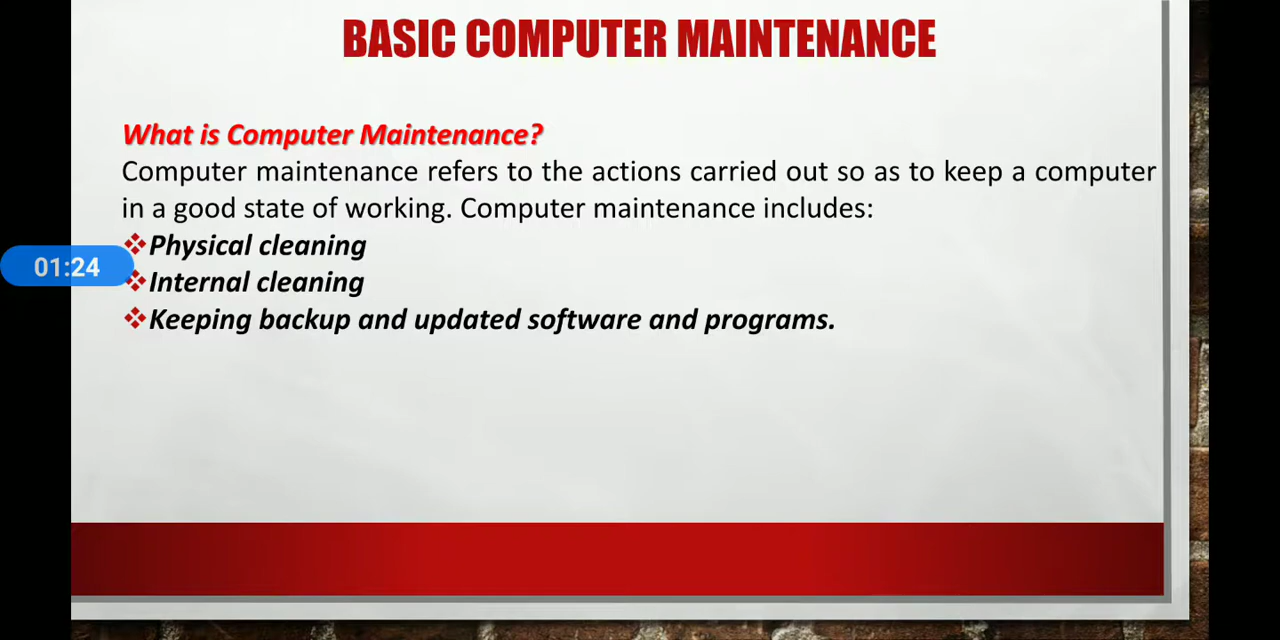 BASIC COMPUTER MAINTENANCE
What is Computer Maintenance?
Computer maintenance refers to the actions carried out so as to keep a computer
in a good state of working. Computer maintenance includes:
❖Physical cleaning
01:24
❖Internal cleaning
❖Keeping backup and updated software and programs.